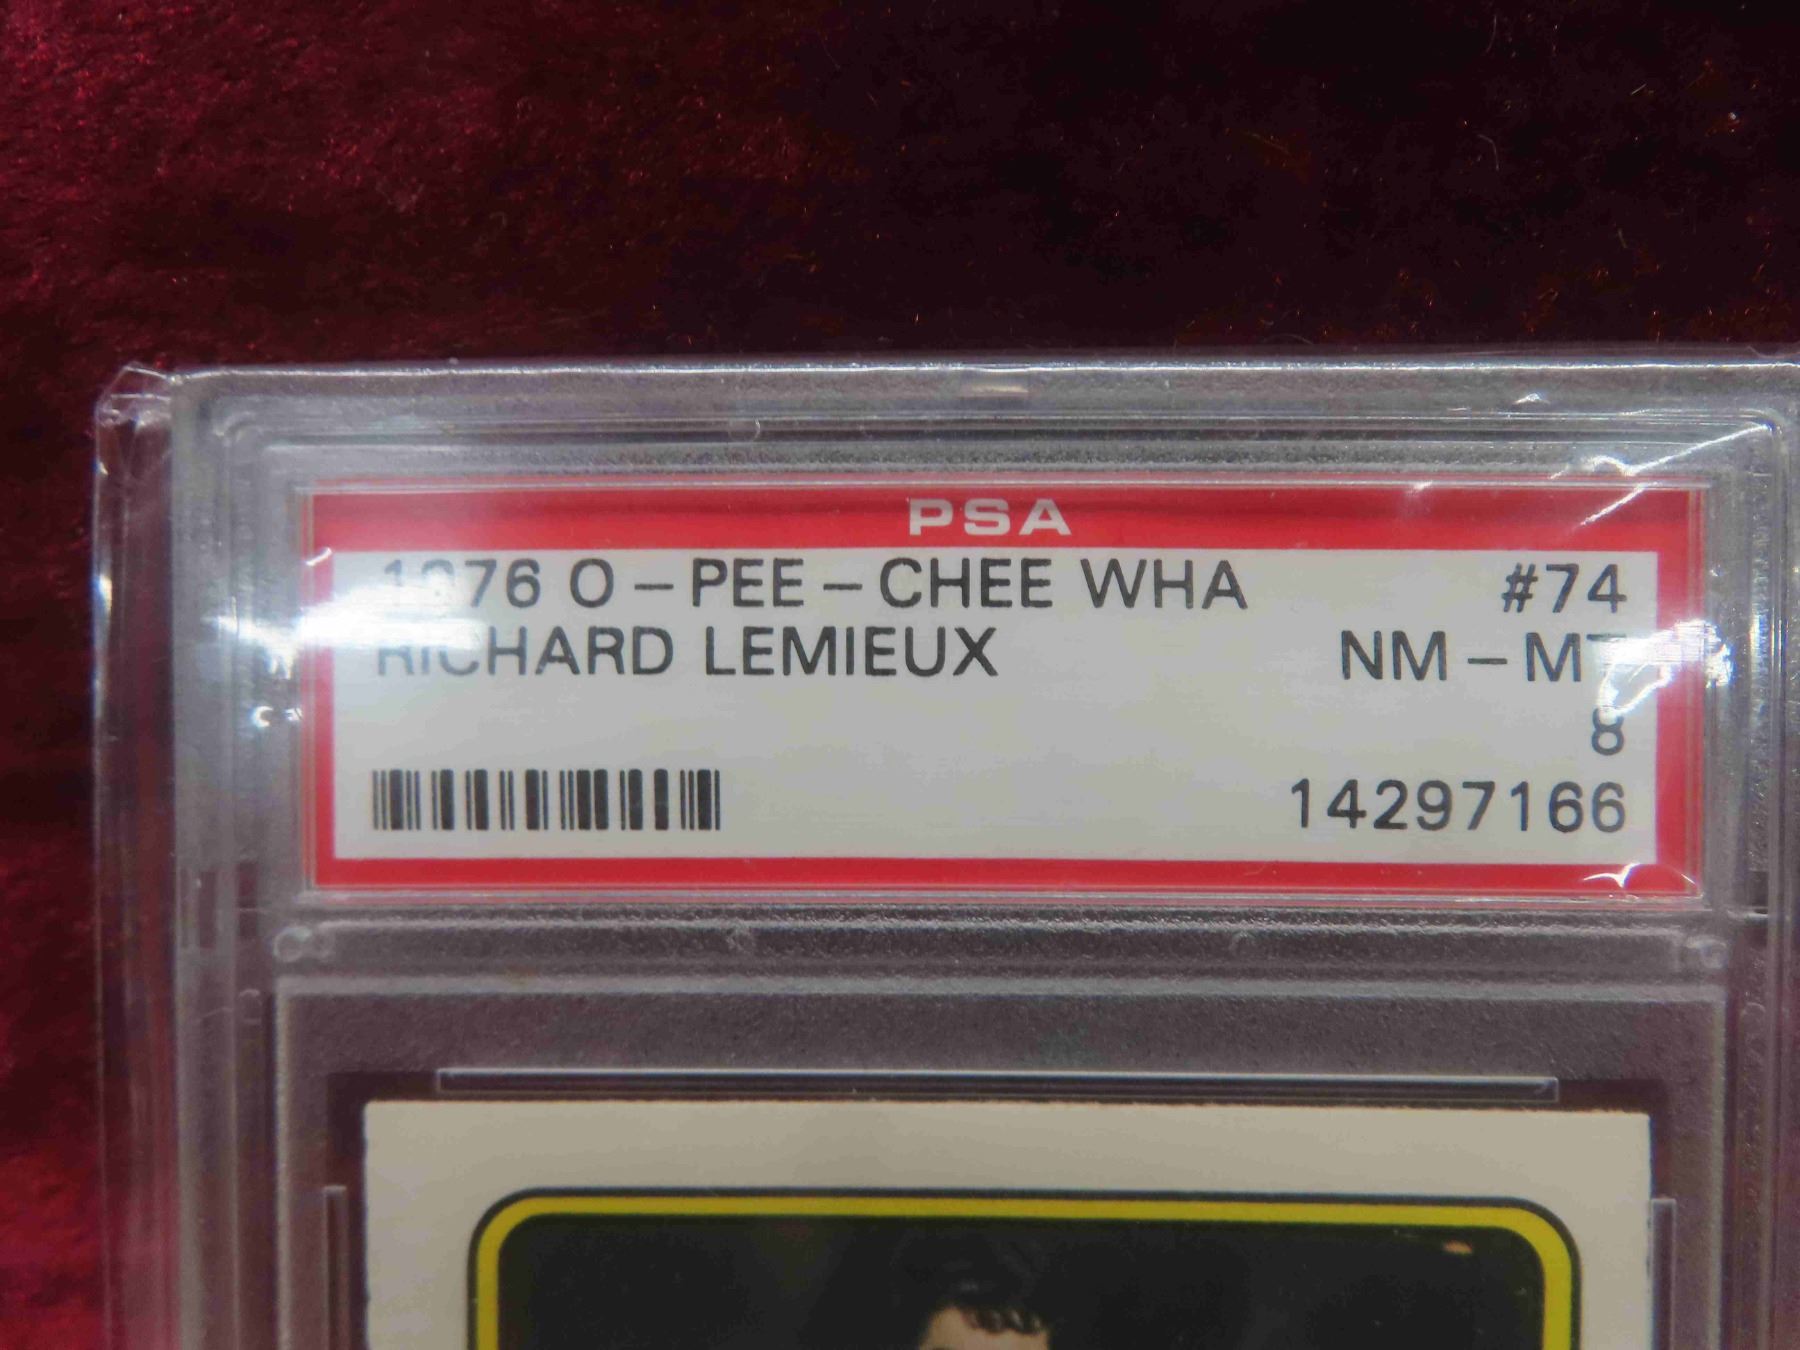 PSA
1976 O-PEE-CHEE WHA #74
RICHARD LEMIEUX NM-MT
8
14297166